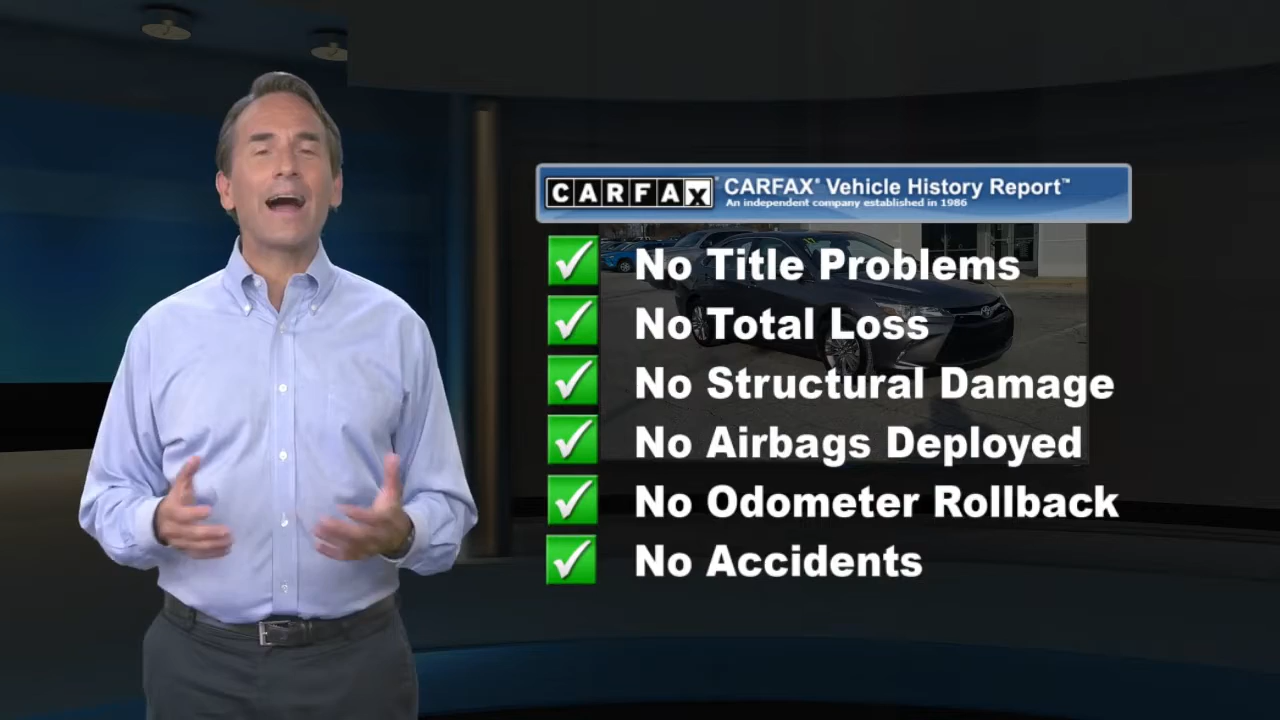 CARFAX CARFAX® Vehicle History Report™
An independent company established in 1986
No Title Problems
No Total Loss
No Structural Damage
No Airbags Deployed
No Odometer Rollback
No Accidents